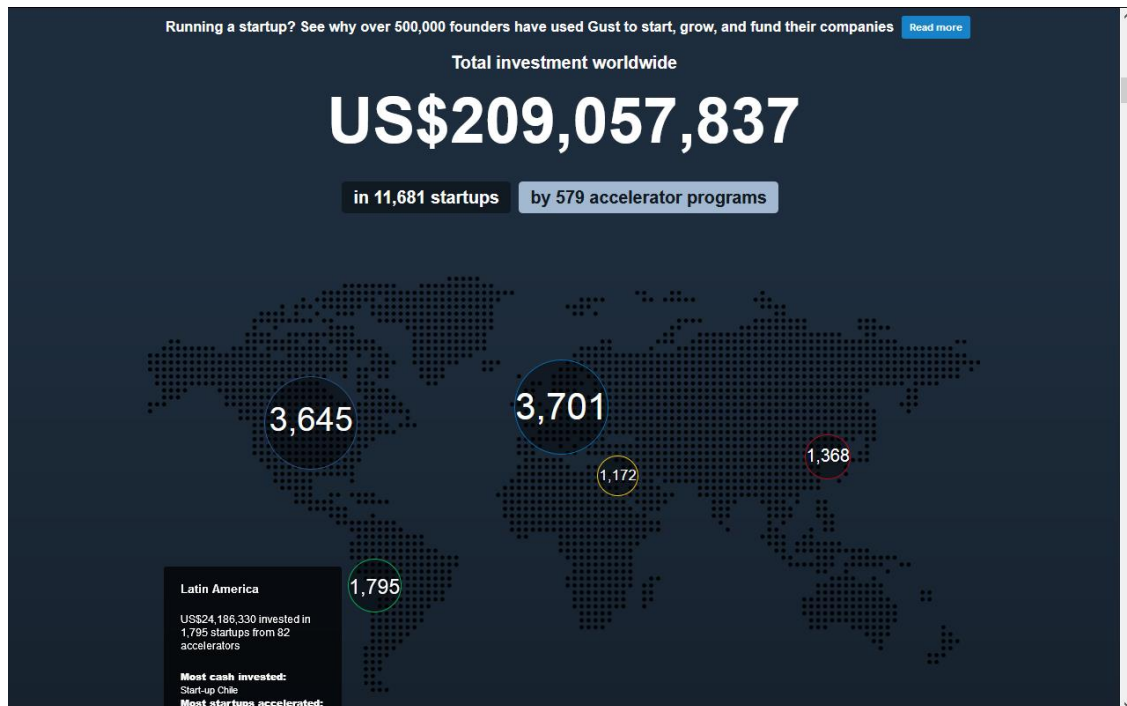 Running a startup? See why over 500,000 founders have used Gust to start, grow, and fund their companies Read more
Total investment worldwide
US$209,057,837
in 11,681 startups by 579 accelerator programs
3,645
3,701
1,368
1,172
1,795
Latin America
US$24,186,330 invested in
1,795 startups from 82
accelerators
Most cash invested:
Start-up Chile
Most startups accelerated: